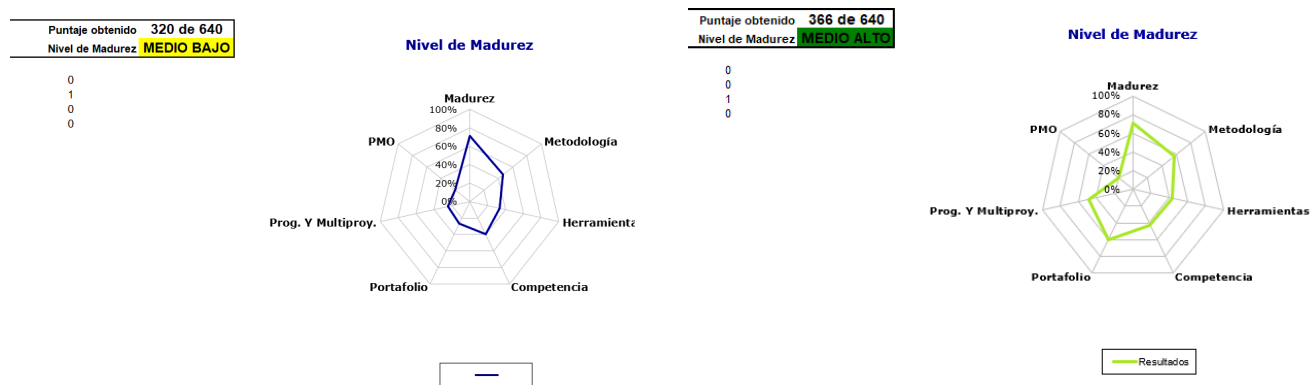 Puntaje obtenido 320 de 640
Nivel de Madurez MEDIO BAJO
0
1
0
0
Nivel de Madurez
Madurez
100%
80%
60%
40%
20%
0%
PMO
Metodología
Prog. Y Multiproy.
Herramienta
Portafolio
Competencia
Puntaje obtenido 366 de 640
Nivel de Madurez MEDIO ALTO
0
0
1
0
Nivel de Madurez
Madurez
100%
80%
60%
40%
20%
0%
PMO
Metodología
Prog. Y Multiproy.
Herramientas
Portafolio
Competencia
Resultados